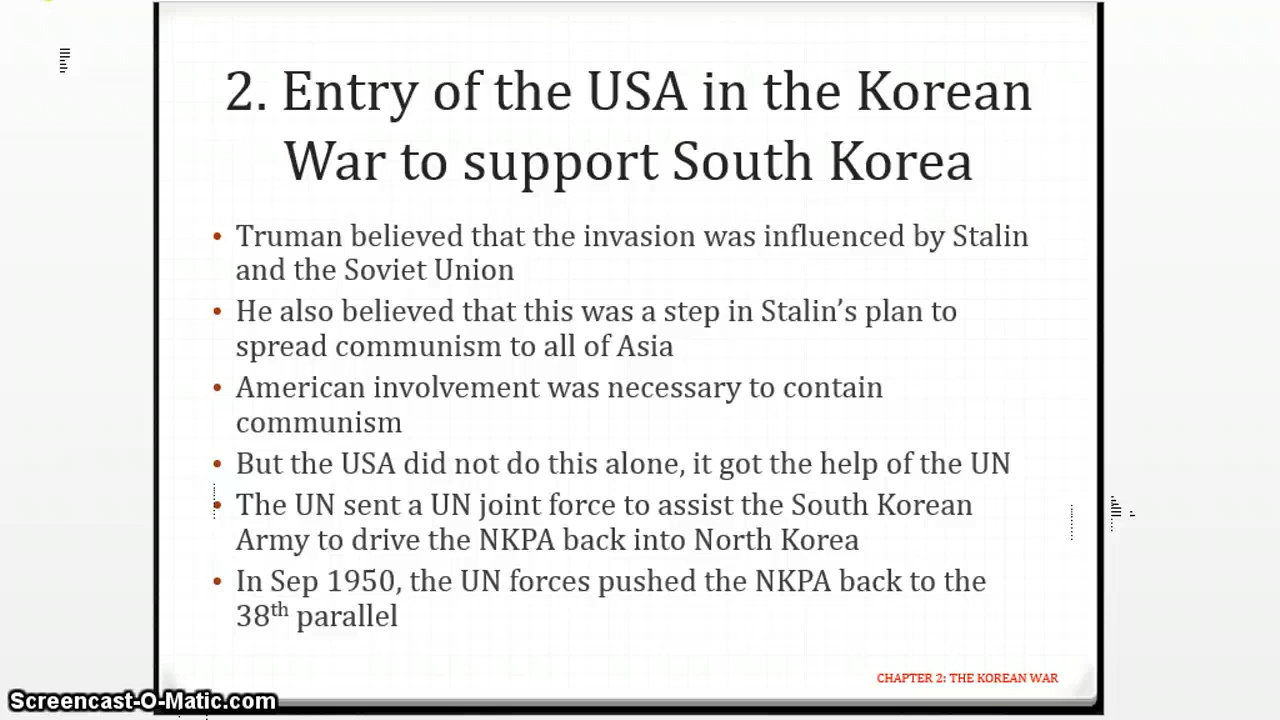 2. Entry of the USA in the Korean
War to support South Korea
• Truman believed that the invasion was influenced by Stalin
and the Soviet Union
• He also believed that this was a step in Stalin’s plan to
spread communism to all of Asia
• American involvement was necessary to contain
communism
• But the USA did not do this alone, it got the help of the UN
• The UN sent a UN joint force to assist the South Korean
Army to drive the NKPA back into North Korea
• In Sep 1950, the UN forces pushed the NKPA back to the
38th parallel
CHAPTER 2: THE KOREAN WAR
Screencast-O-Matic.com